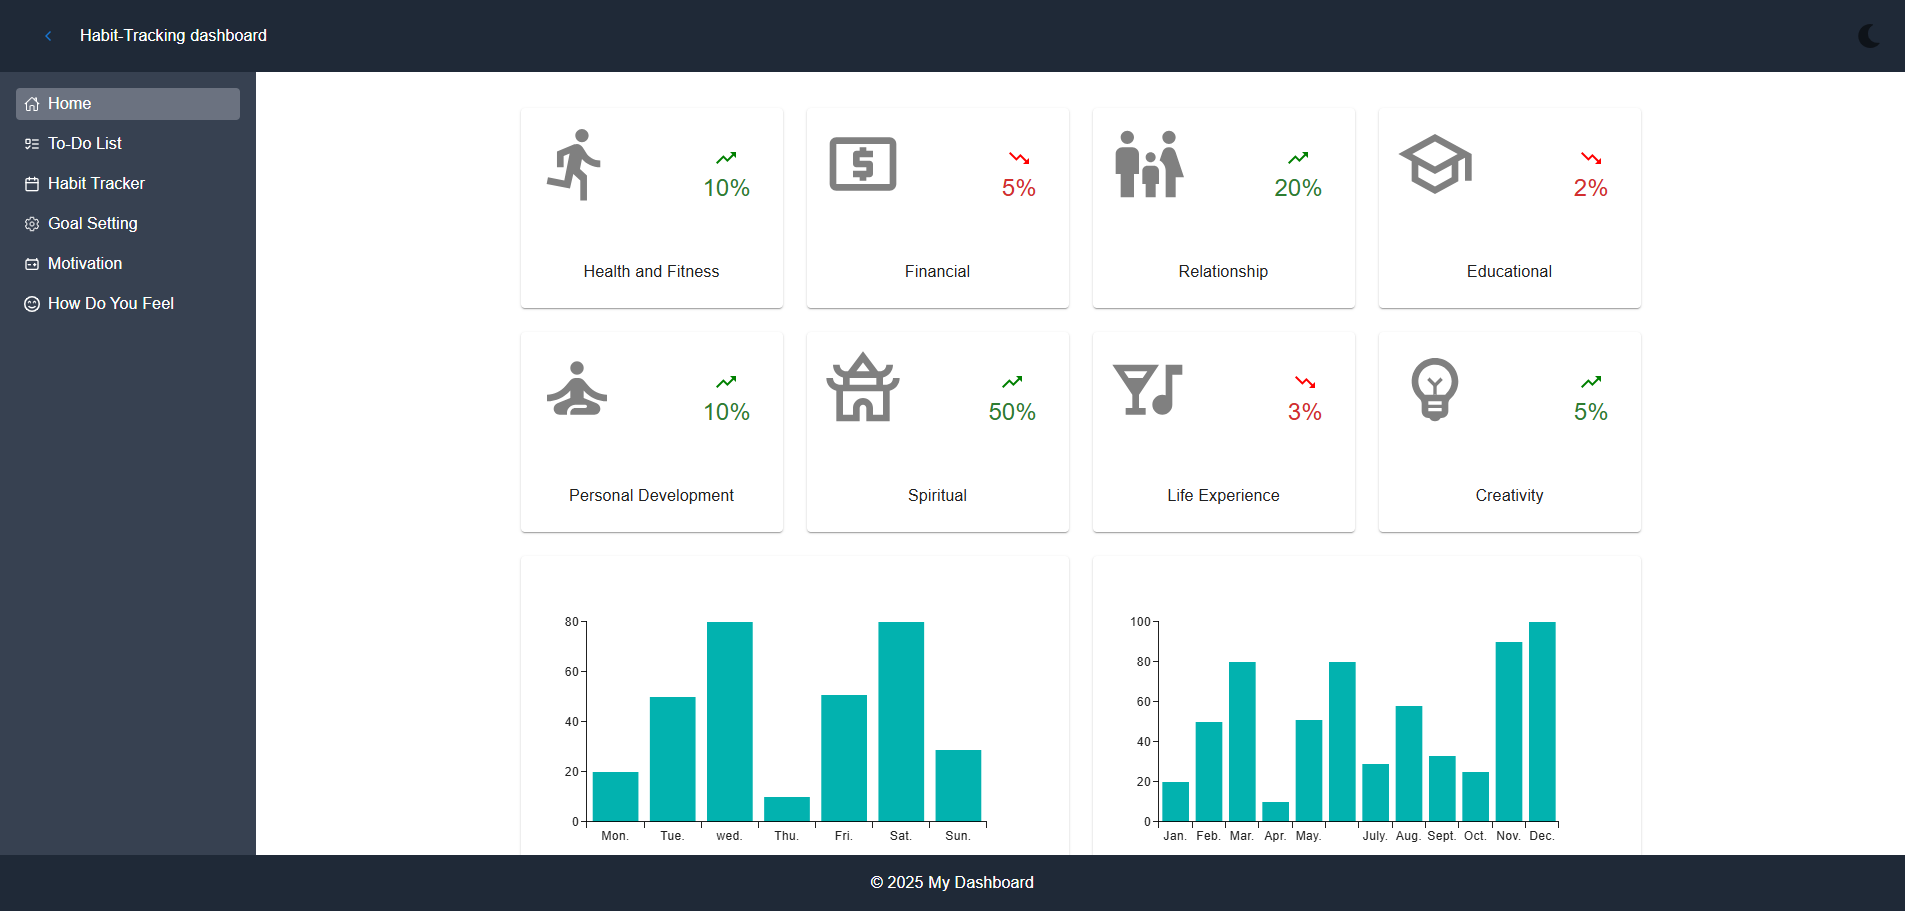 Habit-Tracking dashboard
Home
To-Do List
Habit Tracker
Goal Setting
Motivation
How Do You Feel
10%
Health and Fitness
$
5%
Financial
20%
Relationship
2%
Educational
10%
Personal Development
50%
Spiritual
3%
Life Experience
5%
Creativity
80
60
40
20
0
Mon. Tue. wed. Thu. Fri. Sat. Sun.
100
80
60
40
20
0
Jan. Feb. Mar. Apr. May. July. Aug. Sept. Oct. Nov. Dec.
© 2025 My Dashboard